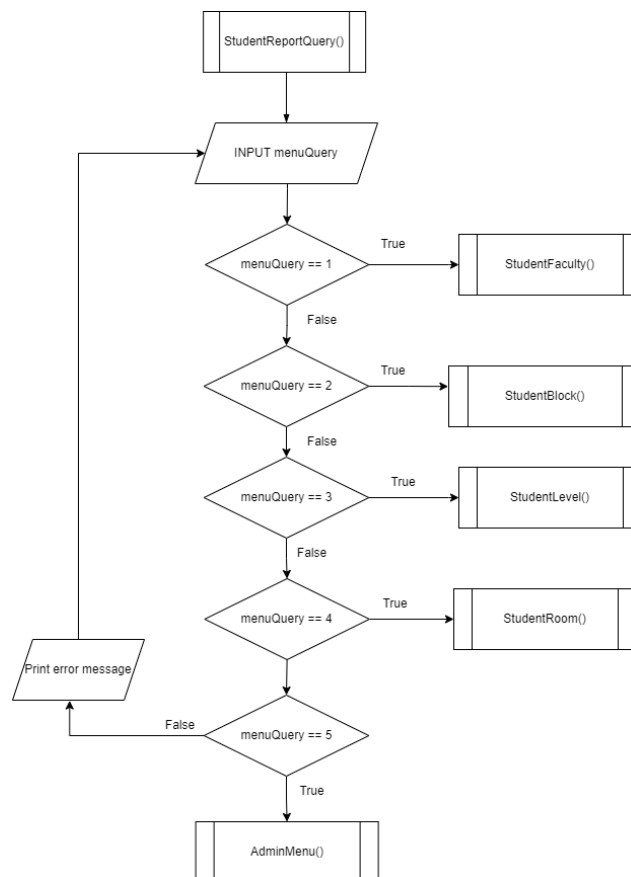 StudentReportQuery()
INPUT menuQuery
True
menuQuery == 1
StudentFaculty()
False
True
menuQuery == 2
StudentBlock()
False
True
menuQuery == 3
StudentLevel()
False
True
menuQuery == 4
StudentRoom()
Print error message
False
menuQuery == 5
True
AdminMenu()